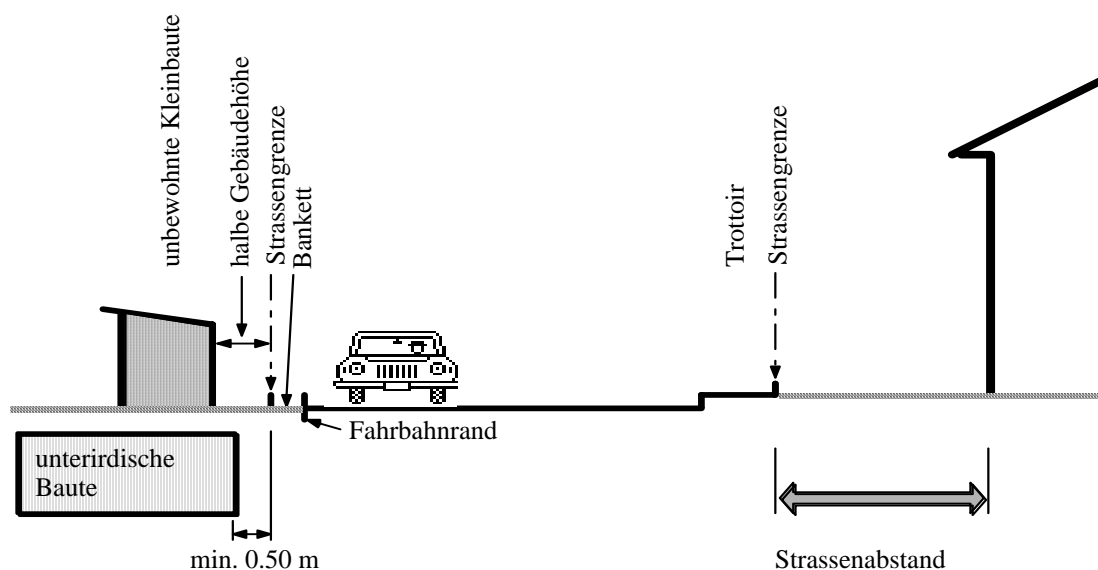 unbewohnte Kleinbaute
halbe Gebäudehöhe
Strassengrenze
Bankett
Trottoir
Strassengrenze
Fahrbahnrand
unterirdische
Baute
min. 0.50 m
Strassenabstand